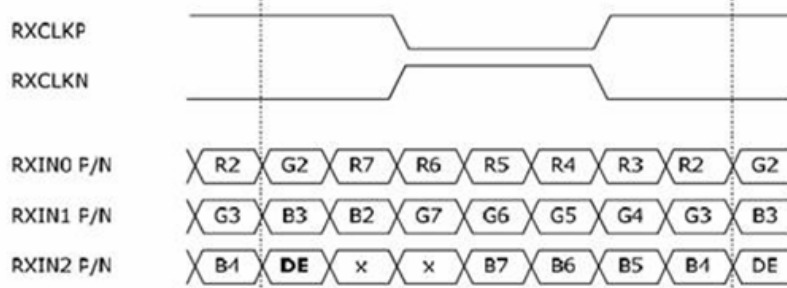 RXCLKP
RXCLKN
RXIN0 P/N R2 G2 R7 R6 R5 R4 R3 R2 G2
RXIN1 P/N G3 B3 B2 G7 G6 G5 G4 G3 B3
RXIN2 P/N B4 DE x x B7 B6 B5 B4 DE